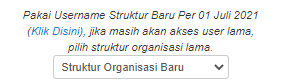 Pakai Username Struktur Baru Per 01 Juli 2021
(Klik Disini), jika masih akan akses user lama,
pilih struktur organisasi lama.
Struktur Organisasi Baru